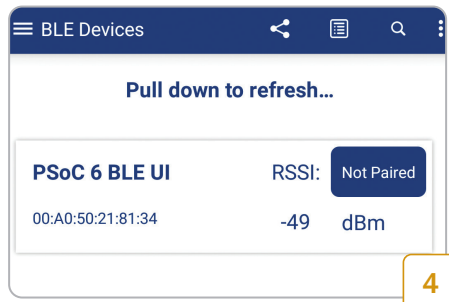 BLE Devices
Pull down to refresh...
PSoC 6 BLE UI RSSI: Not Paired
00:A0:50:21:81:34 -49 dBm
4